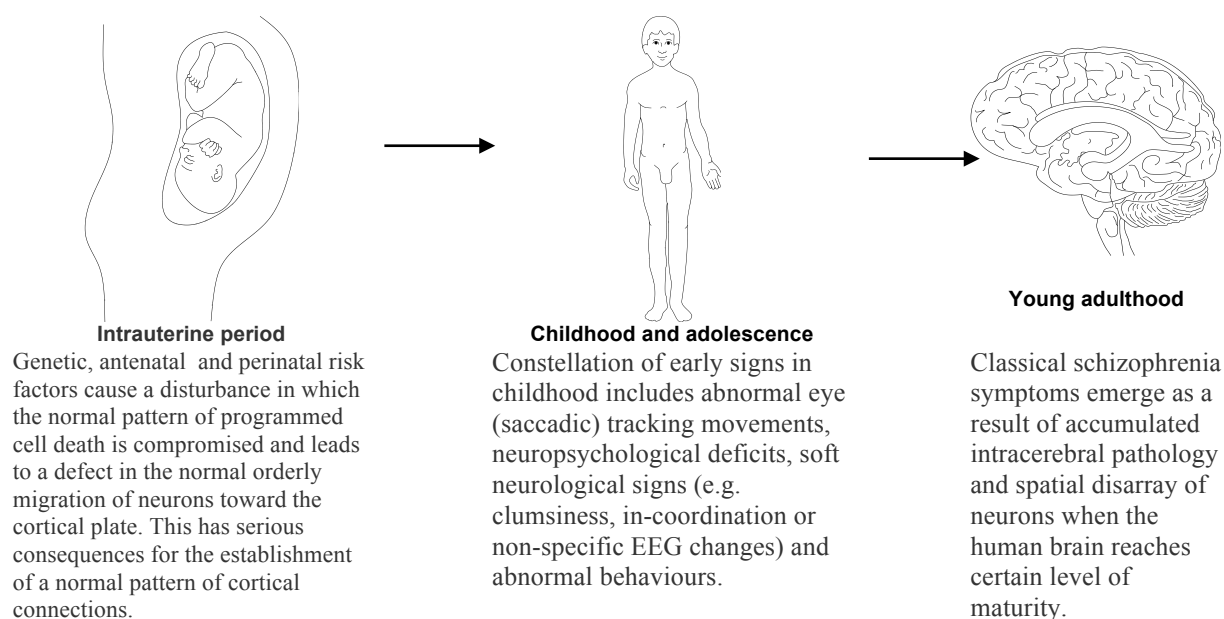 Intrauterine period
Genetic, antenatal  and perinatal risk
factors cause a disturbance in which
the normal pattern of programmed
cell death is compromised and leads
to a defect in the normal orderly
migration of neurons toward the
cortical plate. This has serious
consequences for the establishment
of a normal pattern of cortical
connections.
Childhood and adolescence
Constellation of early signs in
childhood includes abnormal eye
(saccadic) tracking movements,
neuropsychological deficits, soft
neurological signs (e.g.
clumsiness, in-coordination or
non-specific EEG changes) and
abnormal behaviours.
Young adulthood
Classical schizophrenia
symptoms emerge as a
result of accumulated
intracerebral pathology
and spatial disarray of
neurons when the
human brain reaches
certain level of
maturity.